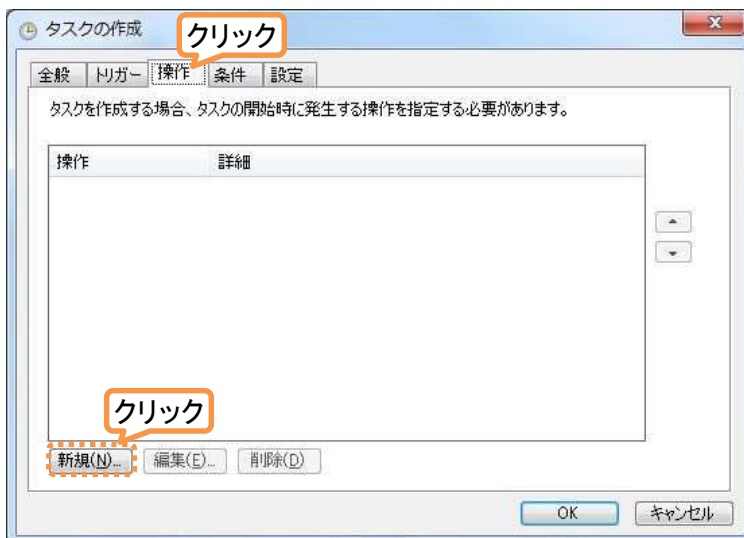 タスクの作成
クリック
全般 トリガー 操作 条件 設定
タスクを作成する場合、タスクの開始時に発生する操作を指定する必要があります。
操作 詳細
クリック
新規(N)... 編集(E)... 削除(D)
OK キャンセル